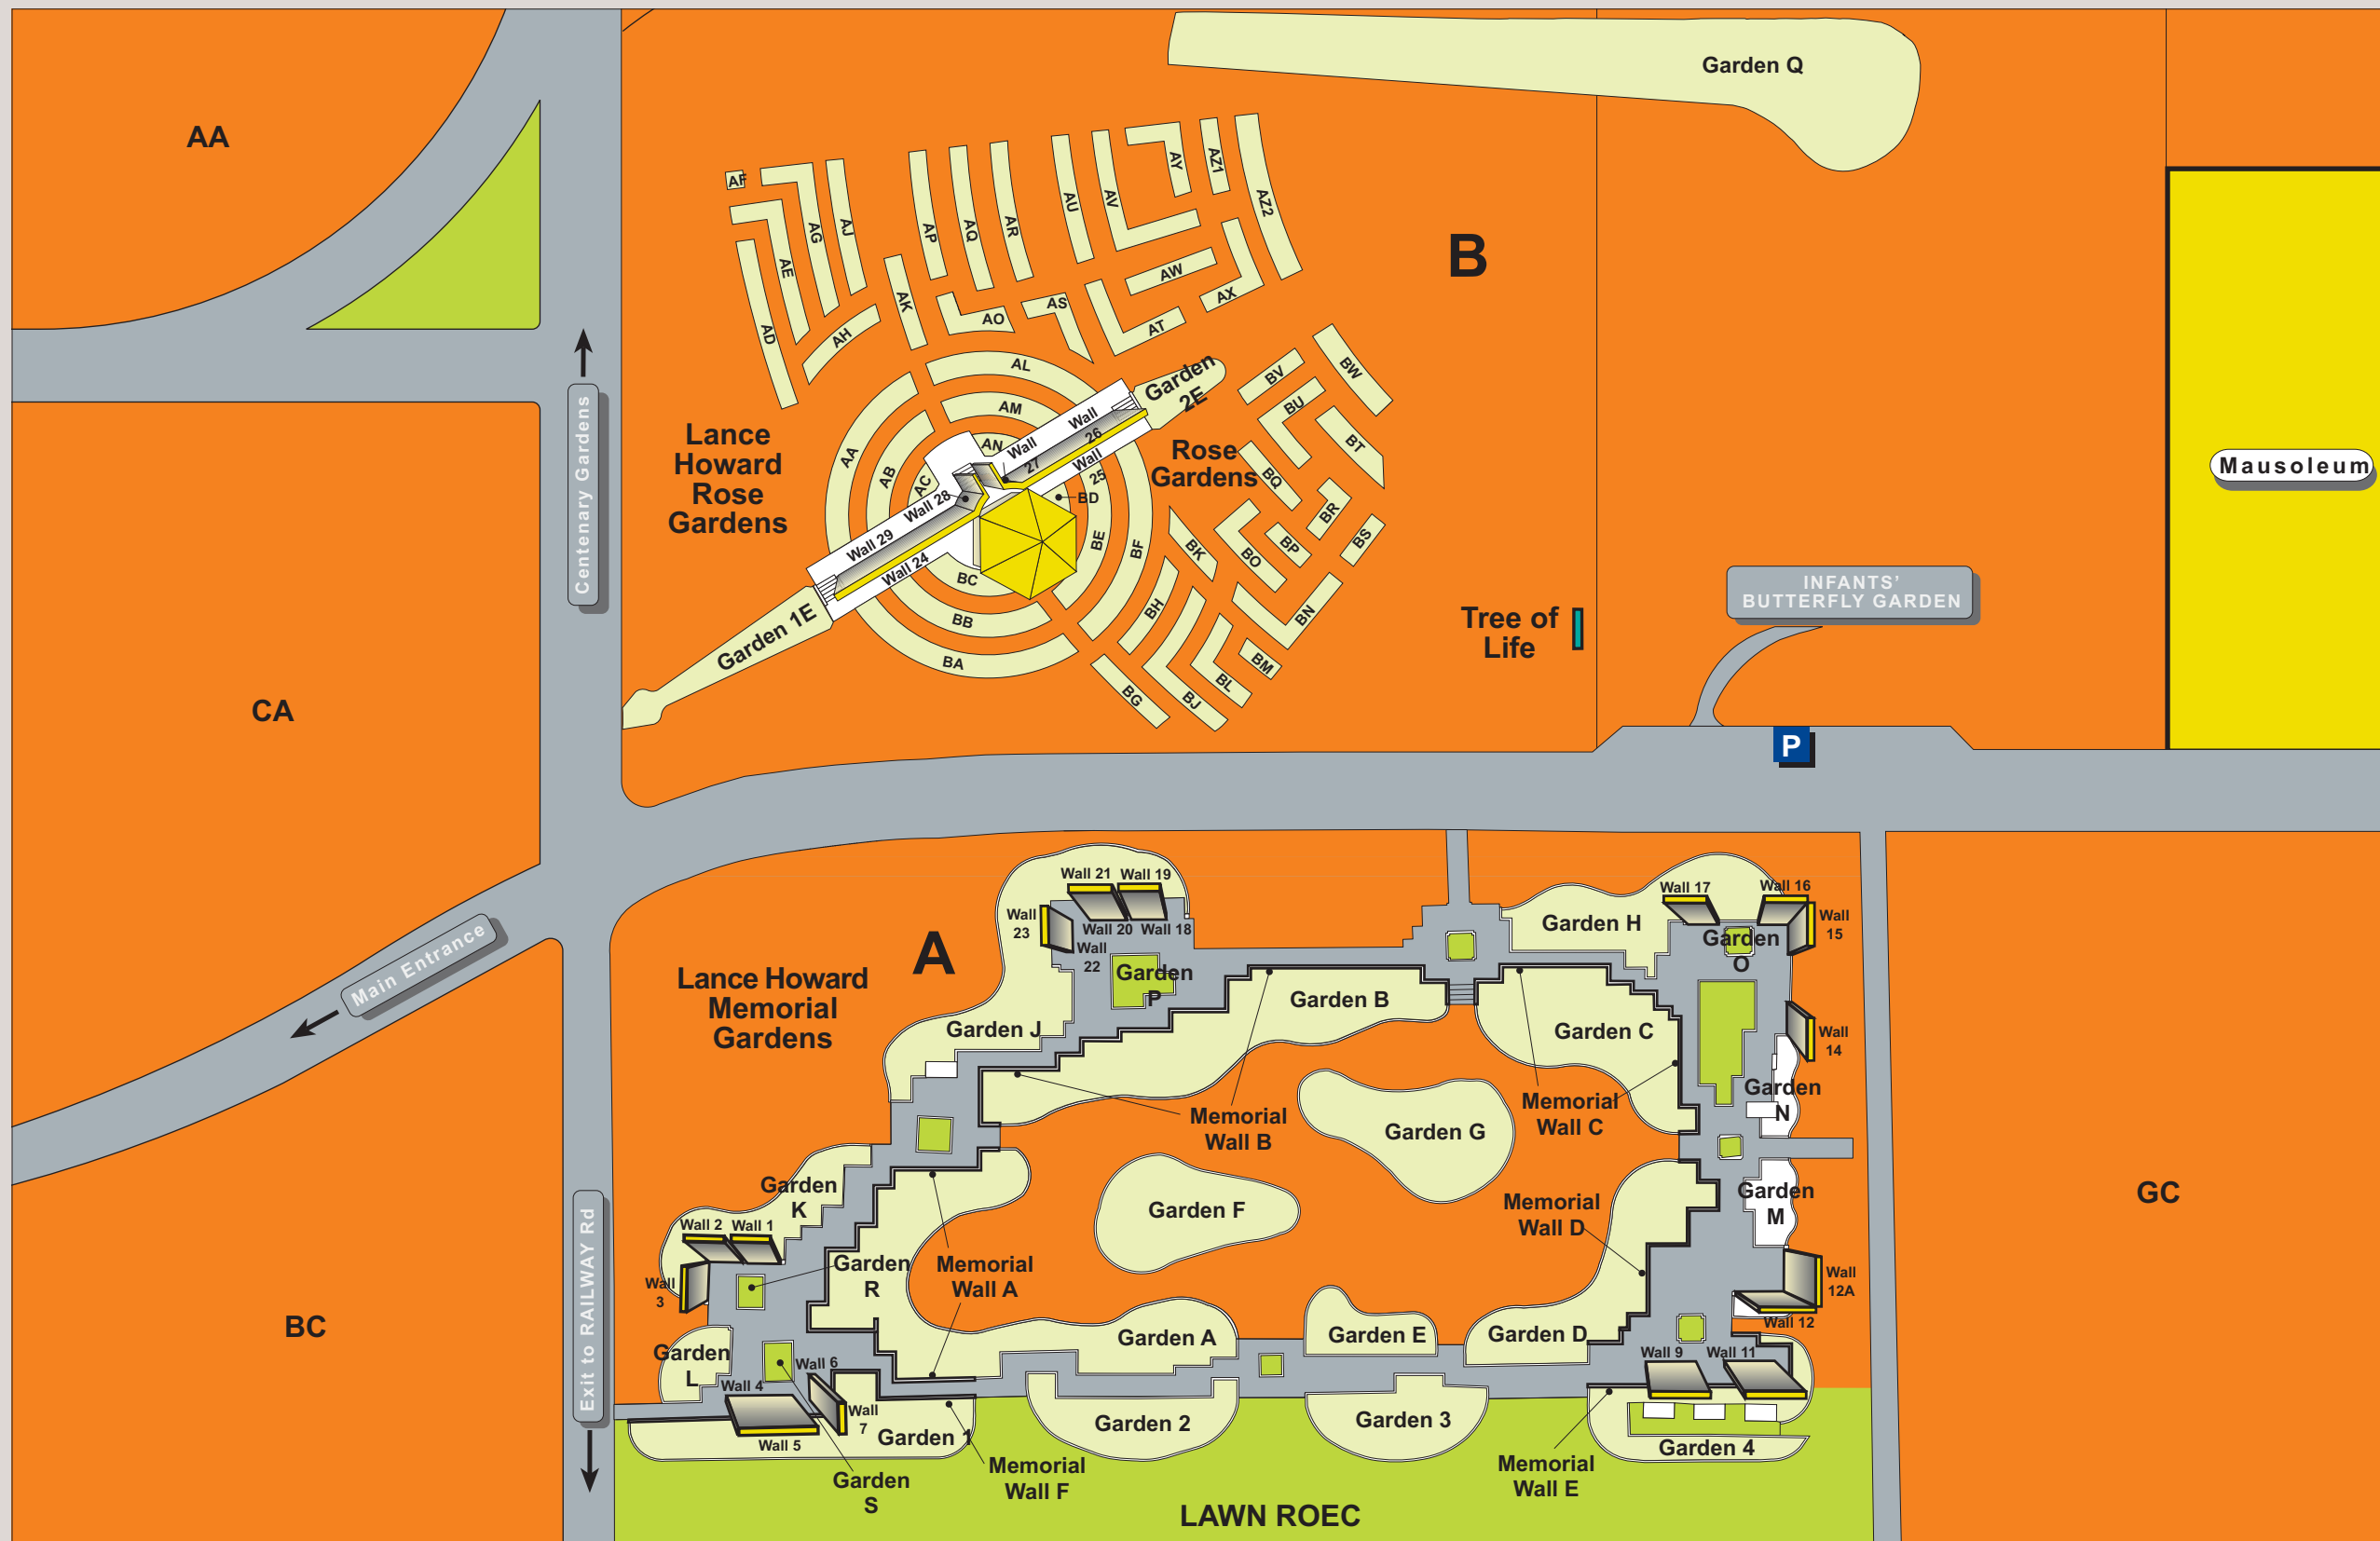 Garden Q
AA
AF
AG
AJ
AE
AD
AH
AP
AQ
AR
AK
AO
AS
AU
AV
AY
AZ1
AZ2
AW
AX
AT
B
Centenary Gardens
Lance
Howard
Rose
Gardens
AL
AM
AN
AA
AB
AC
Wall
26
Wall
27
Wall
25
Wall 28
Wall 29
Wall 24
Garden
2E
Garden 1E
BD
BE
BF
BC
BB
BA
Rose
Gardens
BV
BW
BU
BT
BQ
BR
BS
BP
BO
BK
BH
BN
BM
BL
BJ
BG
Tree of
Life
INFANTS’
BUTTERFLY GARDEN
Mausoleum
P
CA
Main Entrance
A
Lance Howard
Memorial
Gardens
Wall 21
Wall 19
Wall
23
Wall 20
Wall 18
Wall
22
Garden
P
Garden J
Garden B
Garden H
Wall 17
Wall 16
Wall
15
Garden
O
Garden C
Wall
14
Garden
N
Memorial
Wall B
Memorial
Wall C
Garden G
Garden F
Garden
K
Wall 2
Wall 1
Wall
3
Garden
R
Memorial
Wall A
Memorial
Wall D
Garden
M
Wall
12A
Wall 12
GC
BC
Exit to RAILWAY Rd
Garden
L
Wall 4
Wall 6
Wall 5
Wall
7
Garden 1
Garden A
Garden E
Garden D
Wall 9
Wall 11
Garden 2
Garden 3
Garden 4
Garden
S
Memorial
Wall F
Memorial
Wall E
LAWN ROEC